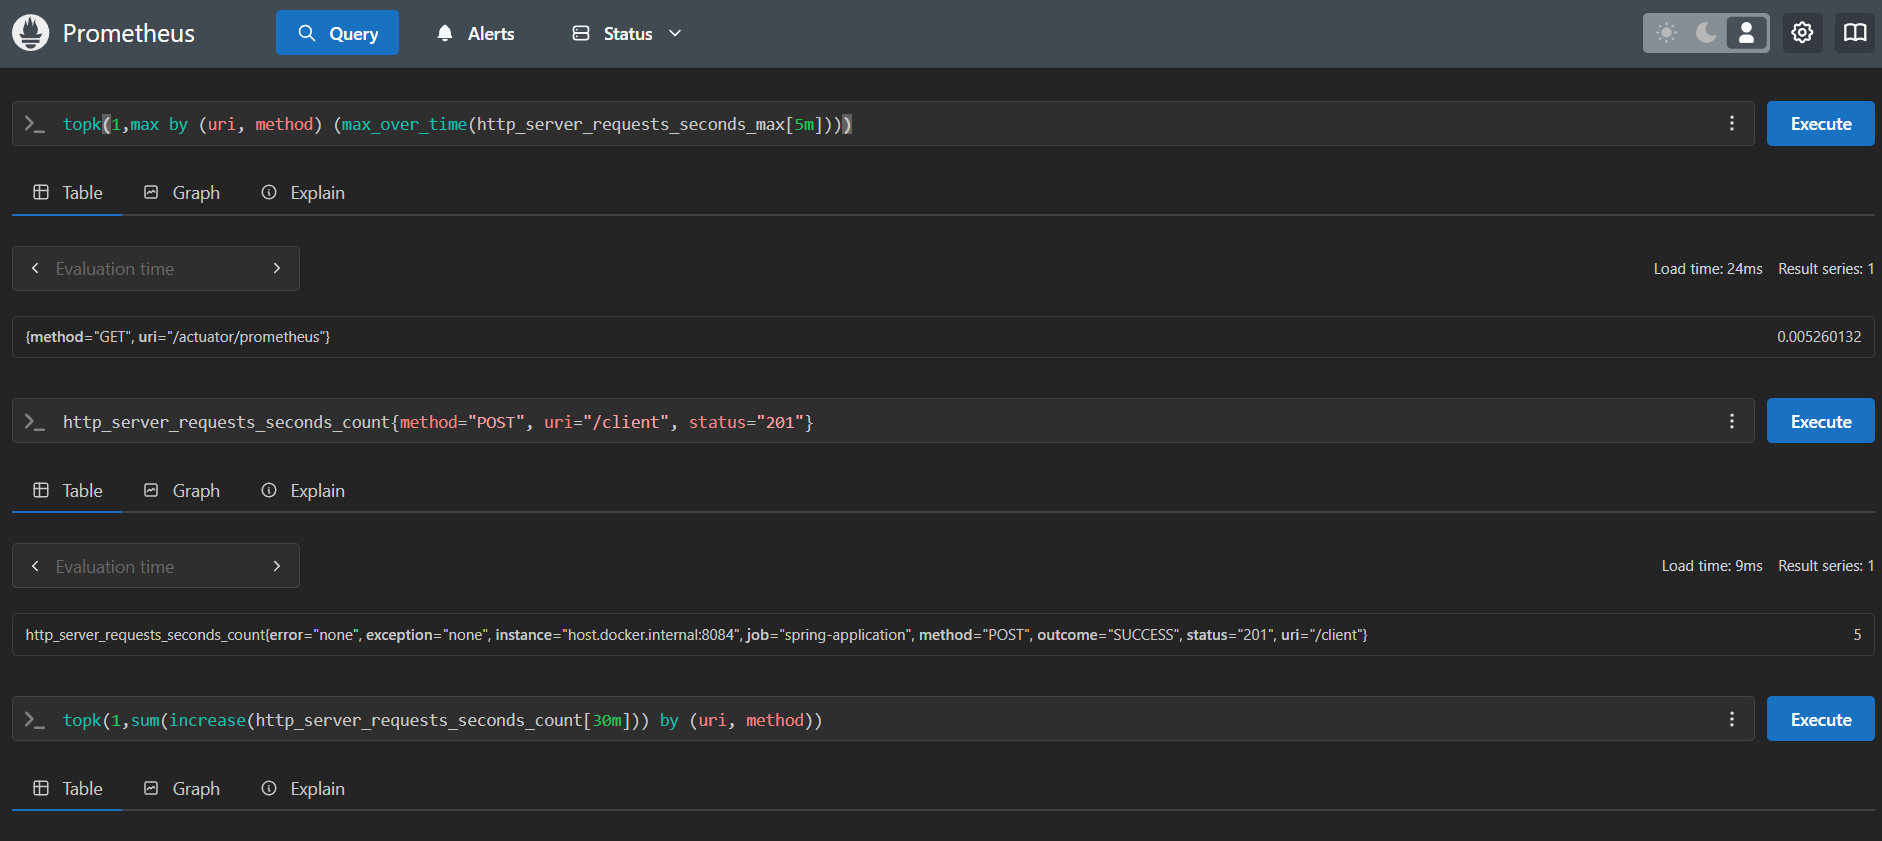 Prometheus Query Alerts Status
>_ topk(1,max by (uri, method) (max_over_time(http_server_requests_seconds_max[5m]))) Execute
Table Graph Explain
Evaluation time Load time: 24ms Result series: 1
{method="GET", uri="/actuator/prometheus"} 0.005260132
>_ http_server_requests_seconds_count{method="POST", uri="/client", status="201"} Execute
Table Graph Explain
Evaluation time Load time: 9ms Result series: 1
http_server_requests_seconds_count{error="none", exception="none", instance="host.docker.internal:8084", job="spring-application", method="POST", outcome="SUCCESS", status="201", uri="/client"} 5
>_ topk(1,sum(increase(http_server_requests_seconds_count[30m])) by (uri, method)) Execute
Table Graph Explain